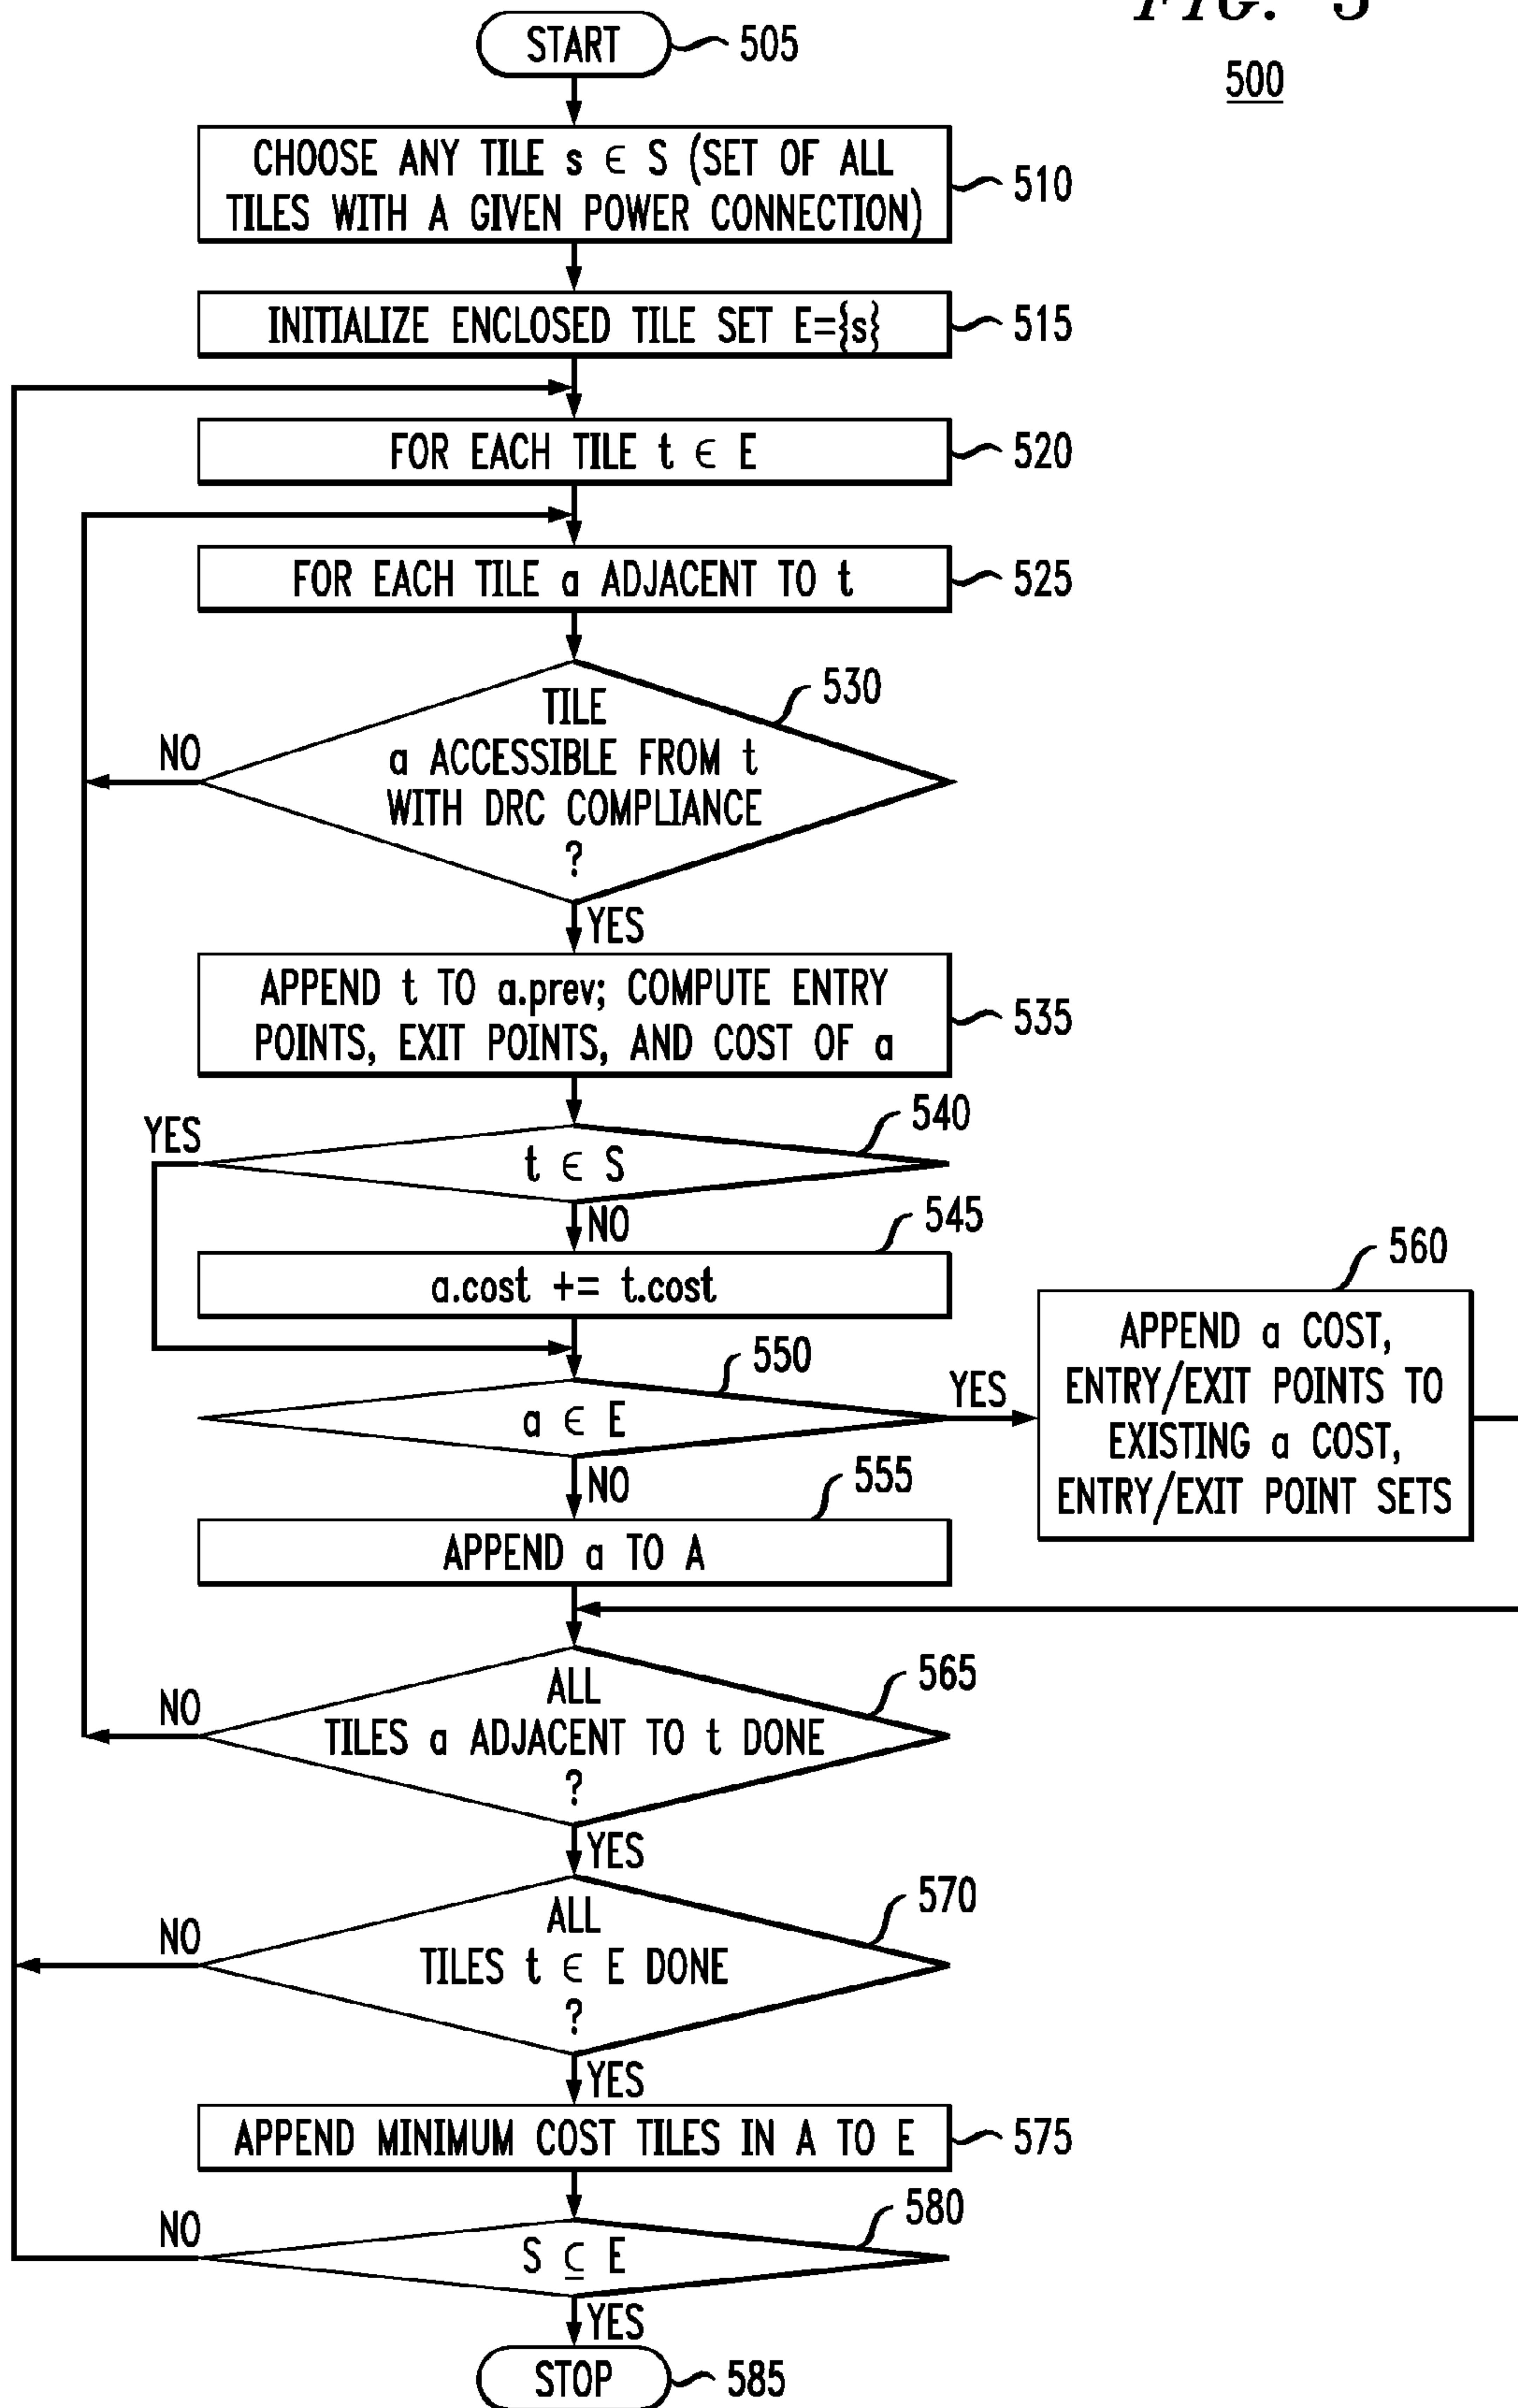 FIG. 5
500
START
505
CHOOSE ANY TILE s ∈ S (SET OF ALL
TILES WITH A GIVEN POWER CONNECTION)
510
INITIALIZE ENCLOSED TILE SET E={s}
515
FOR EACH TILE t ∈ E
520
FOR EACH TILE a ADJACENT TO t
525
530
TILE
a ACCESSIBLE FROM t
WITH DRC COMPLIANCE
?
NO
YES
APPEND t TO a.prev; COMPUTE ENTRY
POINTS, EXIT POINTS, AND COST OF a
535
540
YES
t ∈ S
NO
545
a.cost += t.cost
550
a ∈ E
YES
560
APPEND a COST,
ENTRY/EXIT POINTS TO
EXISTING a COST,
ENTRY/EXIT POINT SETS
NO
555
APPEND a TO A
565
ALL
TILES a ADJACENT TO t DONE
?
NO
YES
570
ALL
TILES t ∈ E DONE
?
NO
YES
APPEND MINIMUM COST TILES IN A TO E
575
580
NO
S ⊆ E
YES
STOP
585